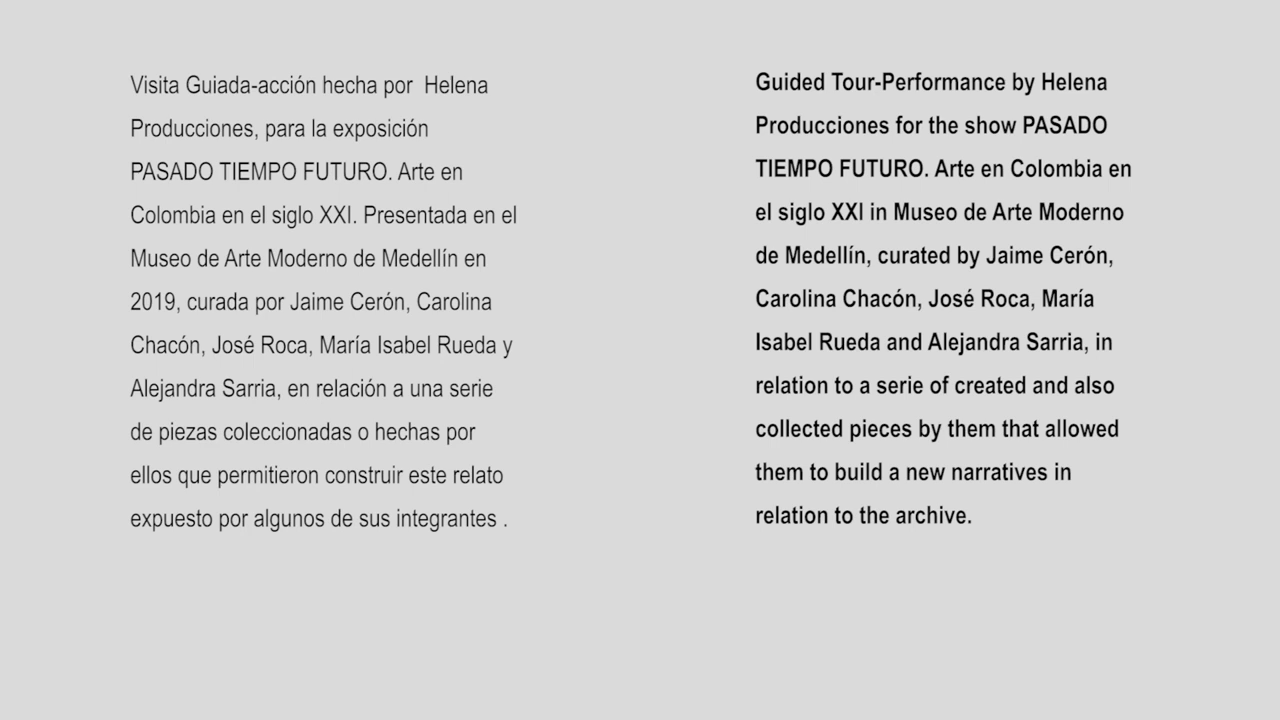 Visita Guiada-acción hecha por  Helena
Producciones, para la exposición
PASADO TIEMPO FUTURO. Arte en
Colombia en el siglo XXI. Presentada en el
Museo de Arte Moderno de Medellín en
2019, curada por Jaime Cerón, Carolina
Chacón, José Roca, María Isabel Rueda y
Alejandra Sarria, en relación a una serie
de piezas coleccionadas o hechas por
ellos que permitieron construir este relato
expuesto por algunos de sus integrantes .
Guided Tour-Performance by Helena
Producciones for the show PASADO
TIEMPO FUTURO. Arte en Colombia en
el siglo XXI in Museo de Arte Moderno
de Medellín, curated by Jaime Cerón,
Carolina Chacón, José Roca, María
Isabel Rueda and Alejandra Sarria, in
relation to a serie of created and also
collected pieces by them that allowed
them to build a new narratives in
relation to the archive.